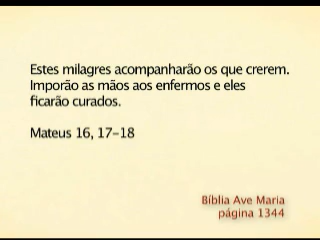 Estes milagres acompanharão os que crerem.
Imporão as mãos aos enfermos e eles
ficarão curados.
Mateus 16, 17-18
Bíblia Ave Maria
página 1344